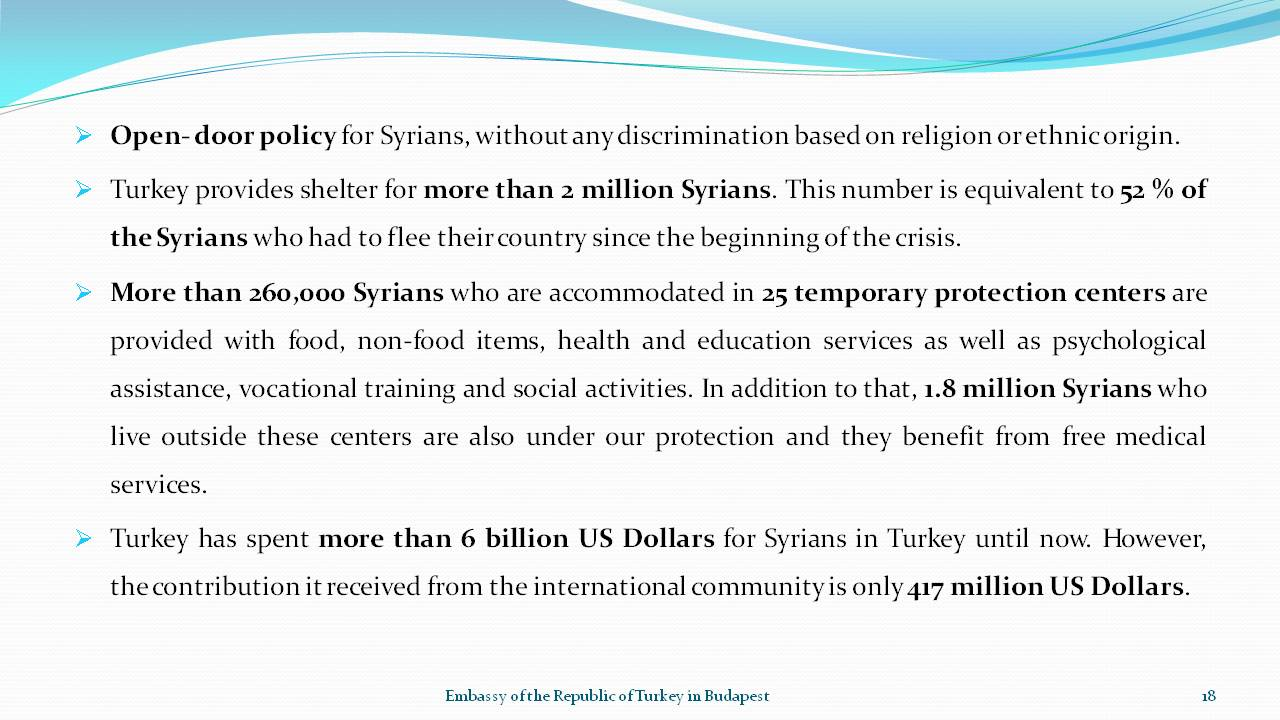 Open- door policy for Syrians, without any discrimination based on religion or ethnic origin.
Turkey provides shelter for more than 2 million Syrians. This number is equivalent to 52 % of
the Syrians who had to flee their country since the beginning of the crisis.
More than 260,000 Syrians who are accommodated in 25 temporary protection centers are
provided with food, non-food items, health and education services as well as psychological
assistance, vocational training and social activities. In addition to that, 1.8 million Syrians who
live outside these centers are also under our protection and they benefit from free medical
services.
Turkey has spent more than 6 billion US Dollars for Syrians in Turkey until now. However,
the contribution it received from the international community is only 417 million US Dollars.
Embassy of the Republic of Turkey in Budapest 18